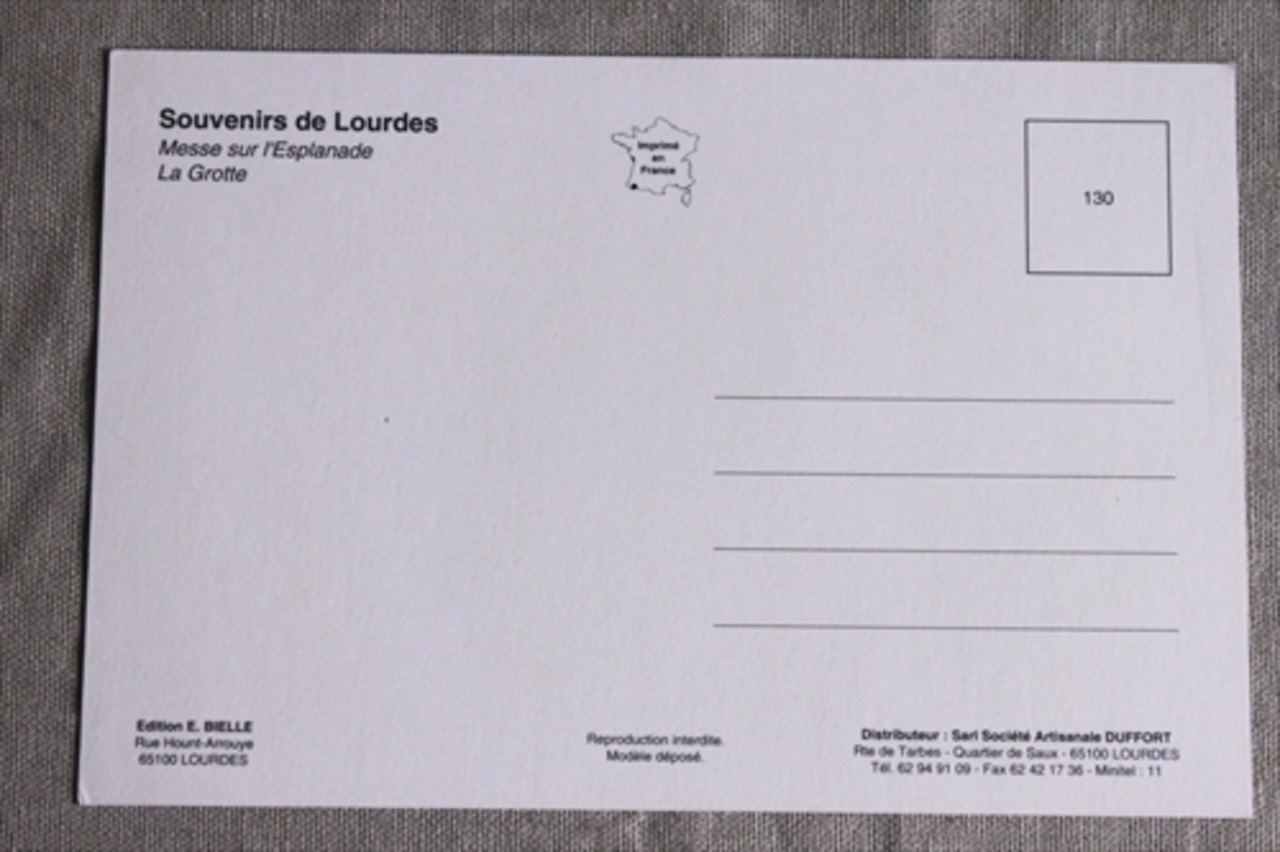 Souvenirs de Lourdes
Messe sur l'Esplanade
La Grotte
Imprimé
en
France
130
Edition E. BIELLE
Rue Hount-Arrouye
65100 LOURDES
Reproduction interdite.
Modèle déposé.
Distributeur : Sarl Société Artisanale DUFFORT
Rte de Tarbes - Quartier de Saux - 65100 LOURDES
Tél. 62 94 91 09 - Fax 62 42 17 36 - Minitel : 11